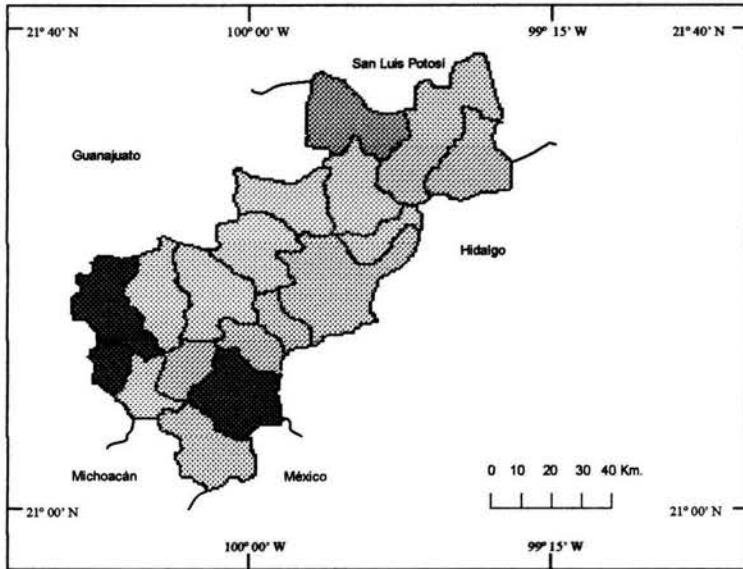 100° 00' W
99° 15' W
21° 40' N
21° 40' N
San Luis Potosí
Guanajuato
Hidalgo
Michoacán
México
0 10 20 30 40 Km.
21° 00' N
21° 00' N
100° 00' W
99° 15' W